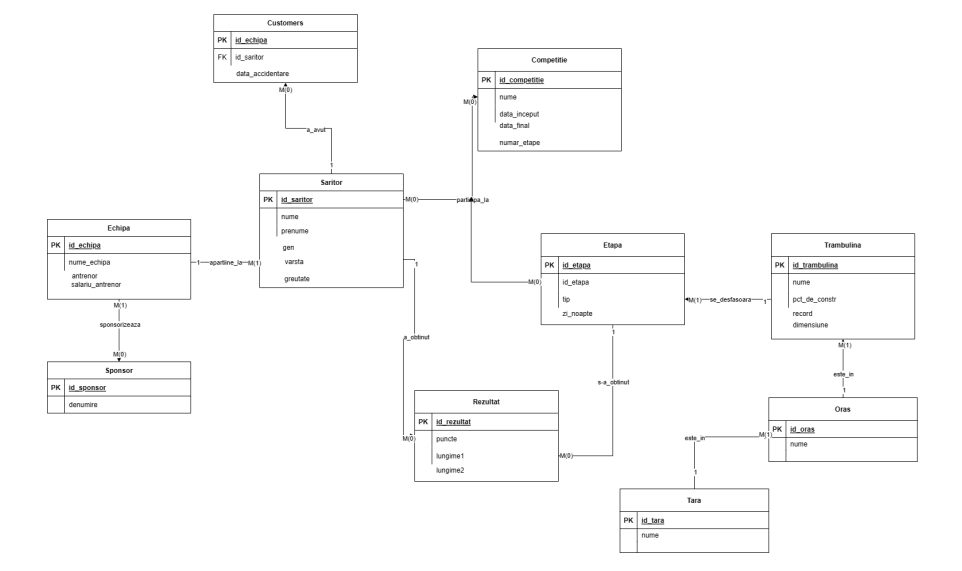 Customers
PK id_echipa
FK id_saritor
data_accidentare
M(0)
a_avut
1
Competitie
PK id_competitie
nume
data_inceput
data_final
numar_etape
M(0)
Saritor
PK id_saritor
nume
prenume
gen
varsta
greutate
M(0)
participa_la
M(0)
Echipa
PK id_echipa
nume_echipa
antrenor
salariu_antrenor
1
apartiine_la
M(1)
M(1)
sponsorizeaza
M(0)
Sponsor
PK id_sponsor
denumire
1
a_obtinut
M(0)
Etapa
PK id_etapa
id_etapa
tip
zi_noapte
M(1)
se_desfasoara
1
Trambulina
PK id_trambulina
nume
pct_de_constr
record
dimensiune
1
s-a_obtinut
M(0)
Rezultat
PK id_rezultat
puncte
lungime1
lungime2
M(1)
este_in
1
Oras
PK id_oras
nume
M(1)
este_in
1
Tara
PK id_tara
nume